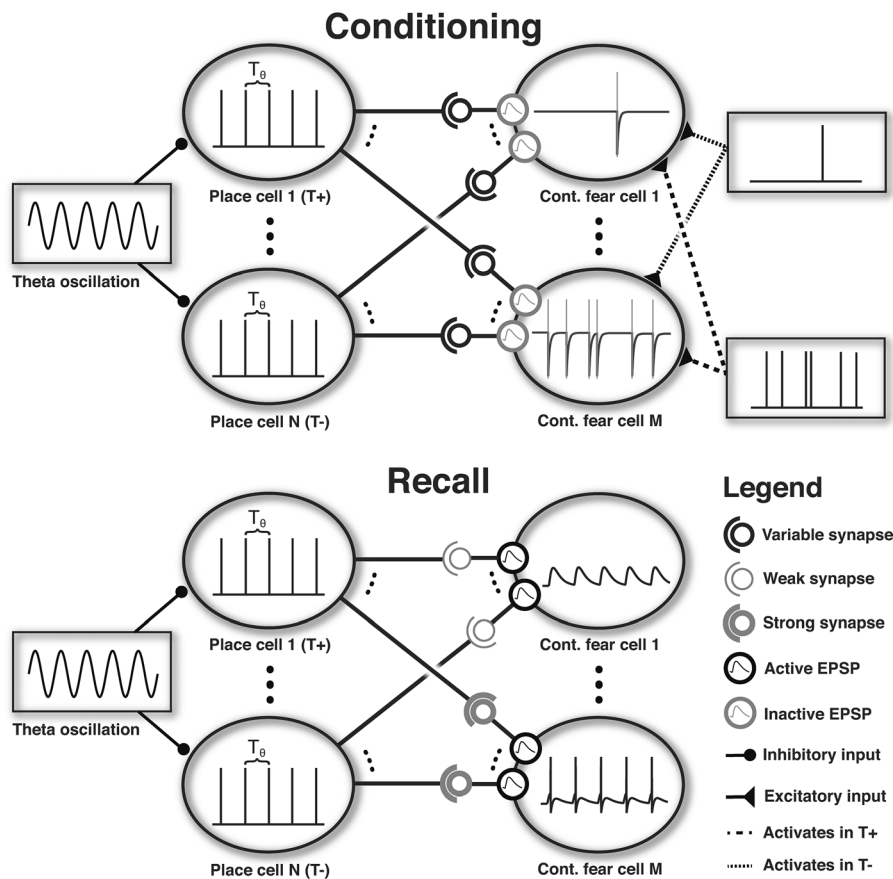 Conditioning
Tθ
Place cell 1 (T+)
Cont. fear cell 1
Theta oscillation
Tθ
Place cell N (T-)
Cont. fear cell M
Recall
Legend
Tθ
Place cell 1 (T+)
Cont. fear cell 1
Theta oscillation
Tθ
Place cell N (T-)
Cont. fear cell M
Variable synapse
Weak synapse
Strong synapse
Active EPSP
Inactive EPSP
Inhibitory input
Excitatory input
Activates in T+
Activates in T-